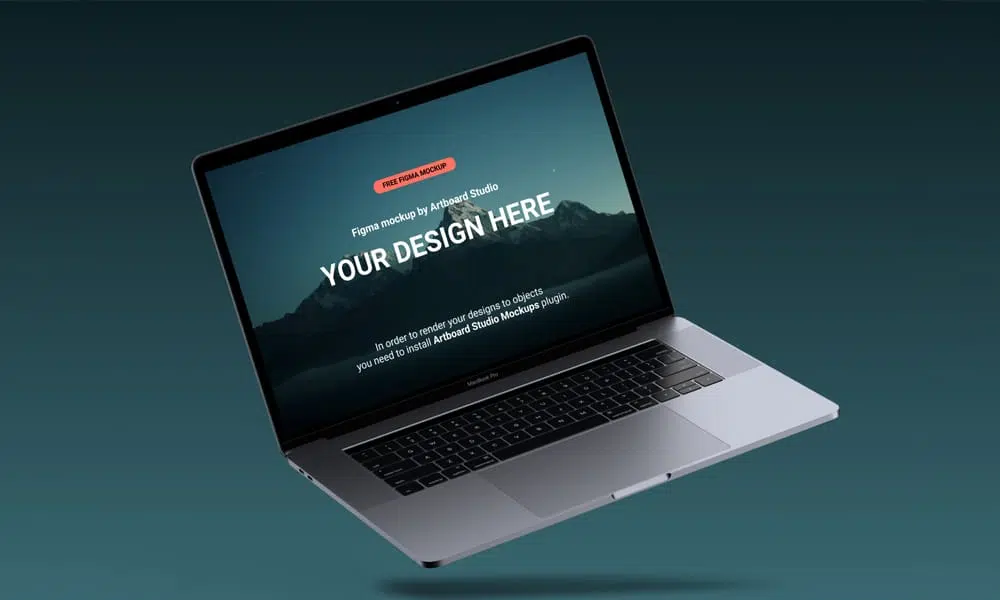 FREE FIGMA MOCKUP
Figma mockup by Artboard Studio
YOUR DESIGN HERE
In order to render your designs to objects
you need to install Artboard Studio Mockups plugin.
MacBook Pro